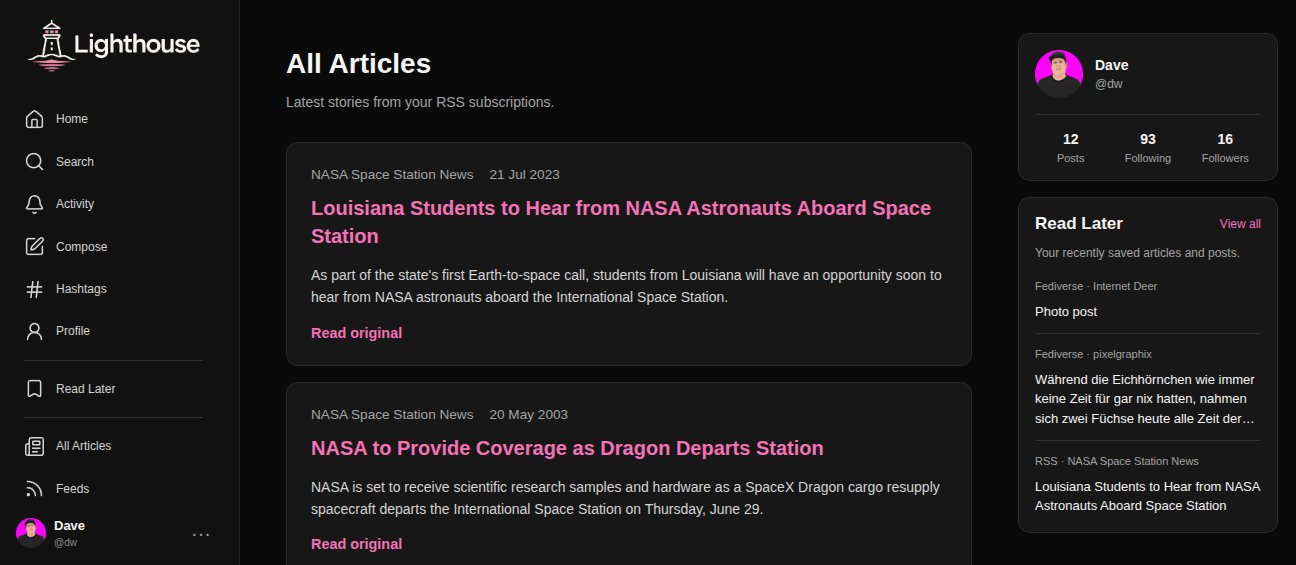 Lighthouse
Home
Search
Activity
Compose
Hashtags
Profile
Read Later
All Articles
Feeds
Dave
@dw
All Articles
Latest stories from your RSS subscriptions.
NASA Space Station News 21 Jul 2023
Louisiana Students to Hear from NASA Astronauts Aboard Space
Station
As part of the state's first Earth-to-space call, students from Louisiana will have an opportunity soon to
hear from NASA astronauts aboard the International Space Station.
Read original
NASA Space Station News 20 May 2003
NASA to Provide Coverage as Dragon Departs Station
NASA is set to receive scientific research samples and hardware as a SpaceX Dragon cargo resupply
spacecraft departs the International Space Station on Thursday, June 29.
Read original
Dave
@dw
12 93 16
Posts Following Followers
Read Later View all
Your recently saved articles and posts.
Fediverse · Internet Deer
Photo post
Fediverse · pixelgraphix
Während die Eichhörnchen wie immer
keine Zeit für gar nix hatten, nahmen
sich zwei Füchse heute alle Zeit der…
RSS · NASA Space Station News
Louisiana Students to Hear from NASA
Astronauts Aboard Space Station